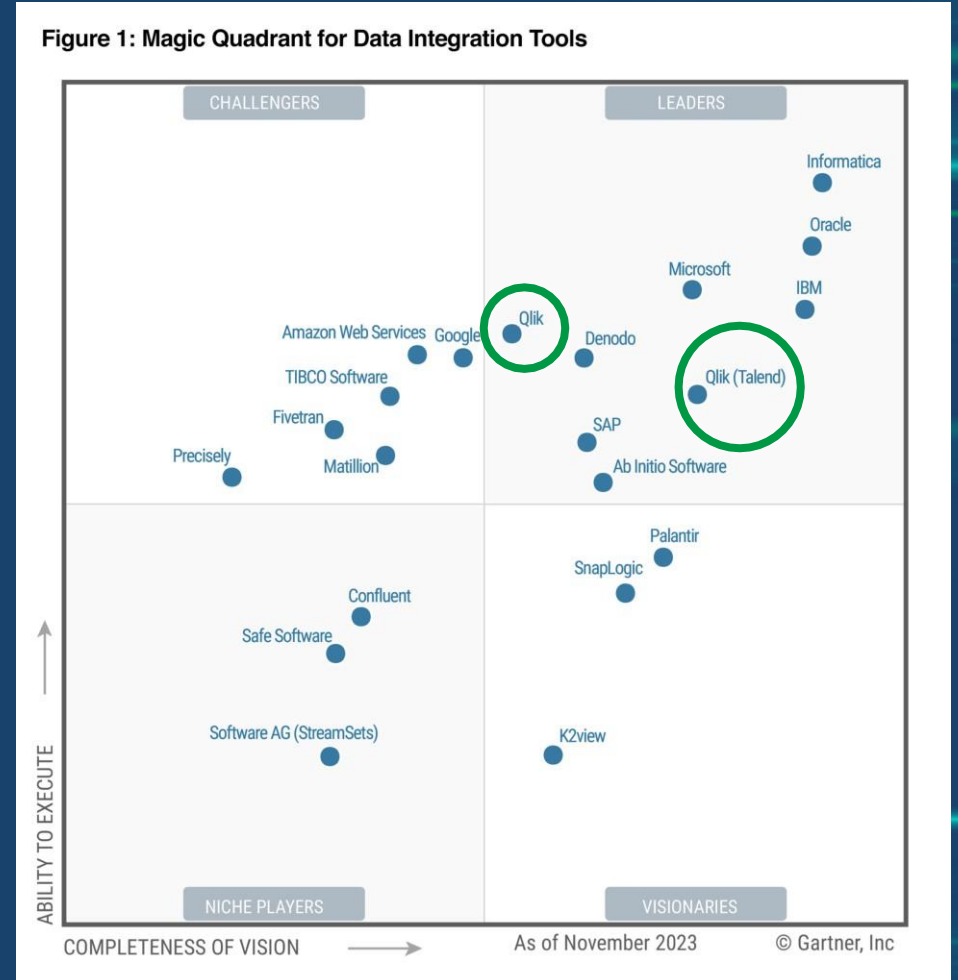 Figure 1: Magic Quadrant for Data Integration Tools
CHALLENGERS
LEADERS
Informatica
Oracle
Microsoft
IBM
Qlik
Amazon Web Services
Google
Denodo
TIBCO Software
Qlik (Talend)
Fivetran
SAP
Precisely
Matillion
Ab Initio Software
Palantir
SnapLogic
Confluent
Safe Software
Software AG (StreamSets)
K2view
ABILITY TO EXECUTE
NICHE PLAYERS
VISIONARIES
COMPLETENESS OF VISION
As of November 2023
© Gartner, Inc